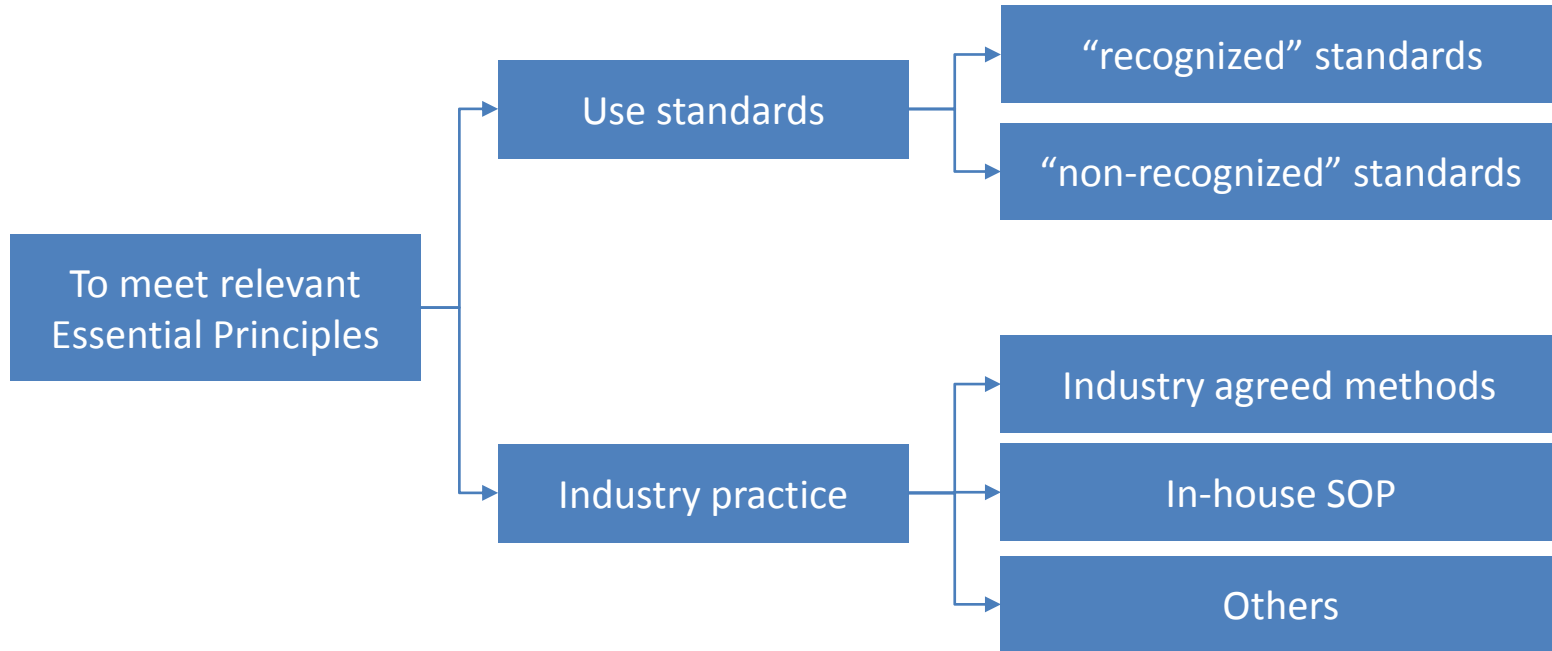 To meet relevant
Essential Principles
Use standards
“recognized” standards
“non-recognized” standards
Industry practice
Industry agreed methods
In-house SOP
Others